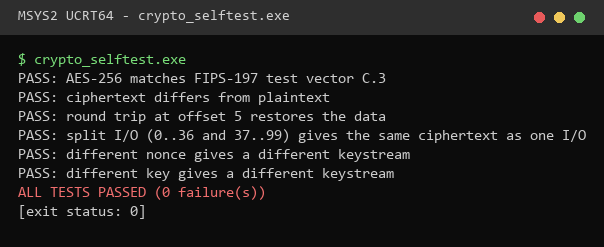 MSYS2 UCRT64 - crypto_selftest.exe
$ crypto_selftest.exe
PASS: AES-256 matches FIPS-197 test vector C.3
PASS: ciphertext differs from plaintext
PASS: round trip at offset 5 restores the data
PASS: split I/O (0..36 and 37..99) gives the same ciphertext as one I/O
PASS: different nonce gives a different keystream
PASS: different key gives a different keystream
ALL TESTS PASSED (0 failure(s))
[exit status: 0]